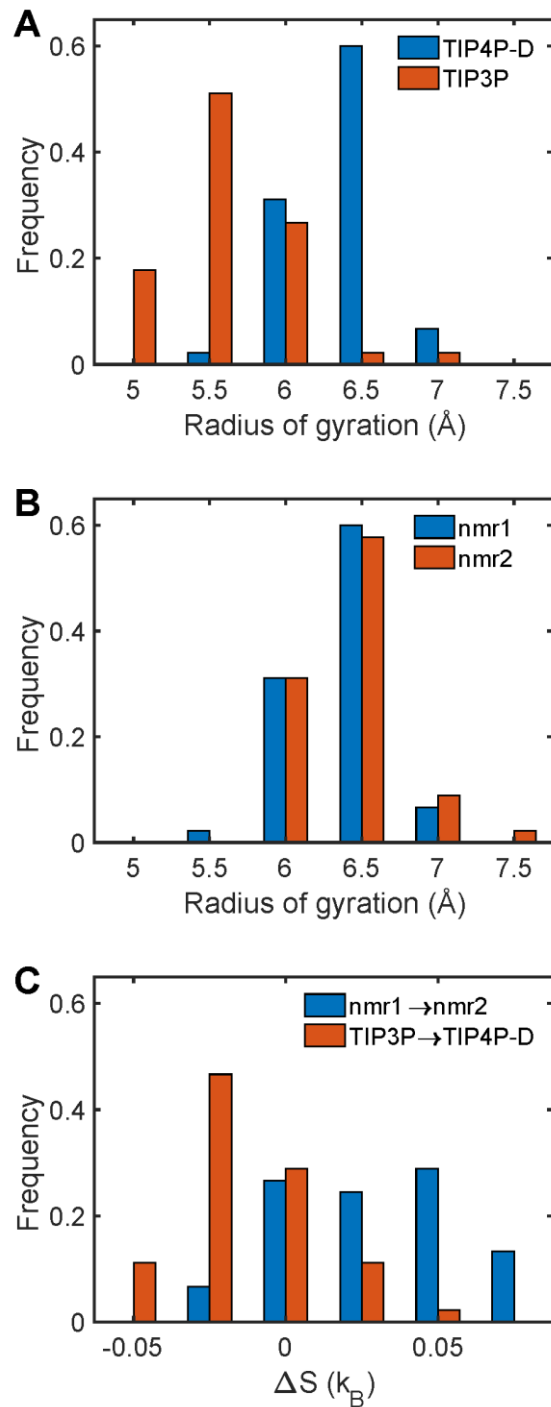 A
0.6
0.4
0.2
0
Frequency
TIP4P-D
TIP3P
5 5.5 6 6.5 7 7.5
Radius of gyration (Å)
B
0.6
0.4
0.2
0
Frequency
nmr1
nmr2
5 5.5 6 6.5 7 7.5
Radius of gyration (Å)
C
0.6
0.4
0.2
0
Frequency
nmr1→nmr2
TIP3P→TIP4P-D
-0.05 0 0.05
ΔS (k_B)